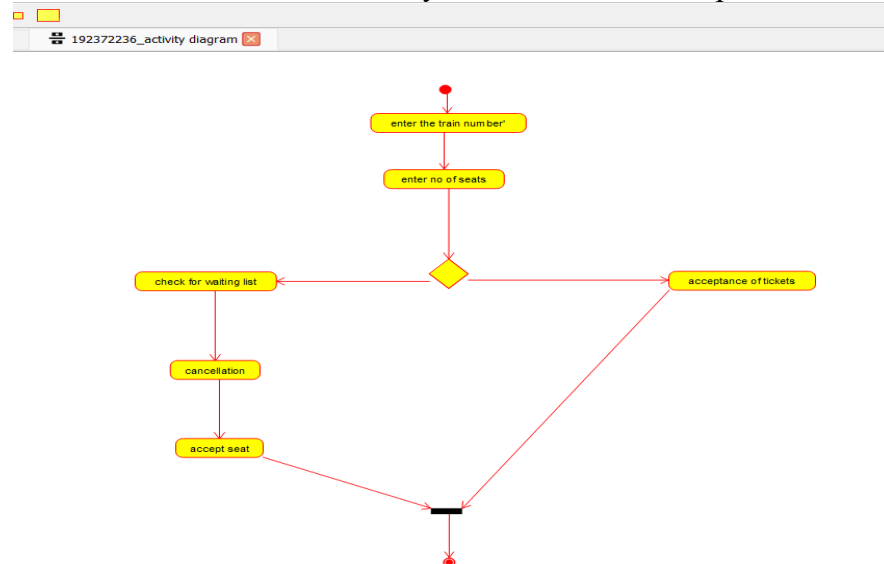 192372236_activity diagram
enter the train number'
enter no of seats
check for waiting list
acceptance of tickets
cancellation
accept seat